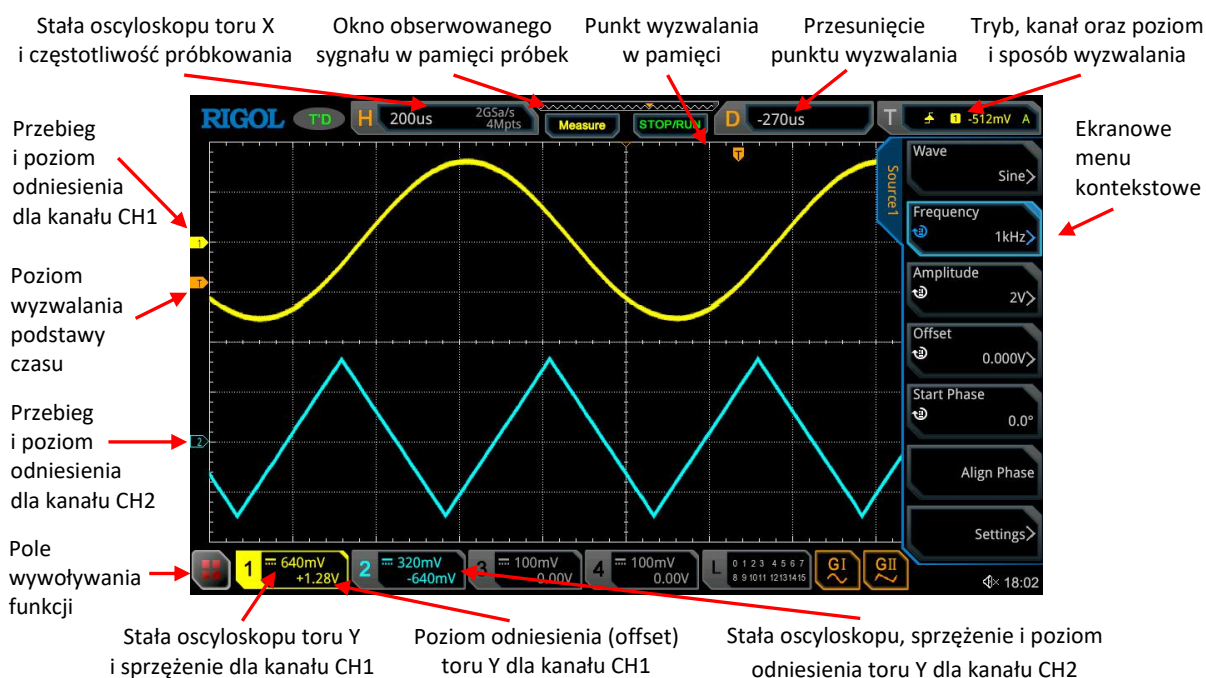 Stała oscyloskopu toru X
i częstotliwość próbkowania
Okno obserwowanego
sygnału w pamięci próbek
Punkt wyzwalania
w pamięci
Przesunięcie
punktu wyzwalania
Tryb, kanał oraz poziom
i sposób wyzwalania
RIGOL T'D H 200us 2GSa/s
4Mpts
Measure STOP/RUN D -270us T 1 -512mV A
Przebieg
i poziom
odniesienia
dla kanału CH1
Poziom
wyzwalania
podstawy
czasu
Przebieg
i poziom
odniesienia
dla kanału CH2
Pole
wywoływania
funkcji
T
1
T
2
Source1
Wave
Sine>
Frequency
1kHz>
Amplitude
2V>
Offset
0.000V>
Start Phase
0.0°
Align Phase
Settings>
Ekranowe
menu
kontekstowe
1 640mV
+1.28V
2 320mV
-640mV
3 100mV
0.00V
4 100mV
0.00V
L 0 1 2 3 4 5 6 7
8 9 10 11 12 13 14 15
GI
GII
18:02
Stała oscyloskopu toru Y
i sprzężenie dla kanału CH1
Poziom odniesienia (offset)
toru Y dla kanału CH1
Stała oscyloskopu, sprzężenie i poziom
odniesienia toru Y dla kanału CH2